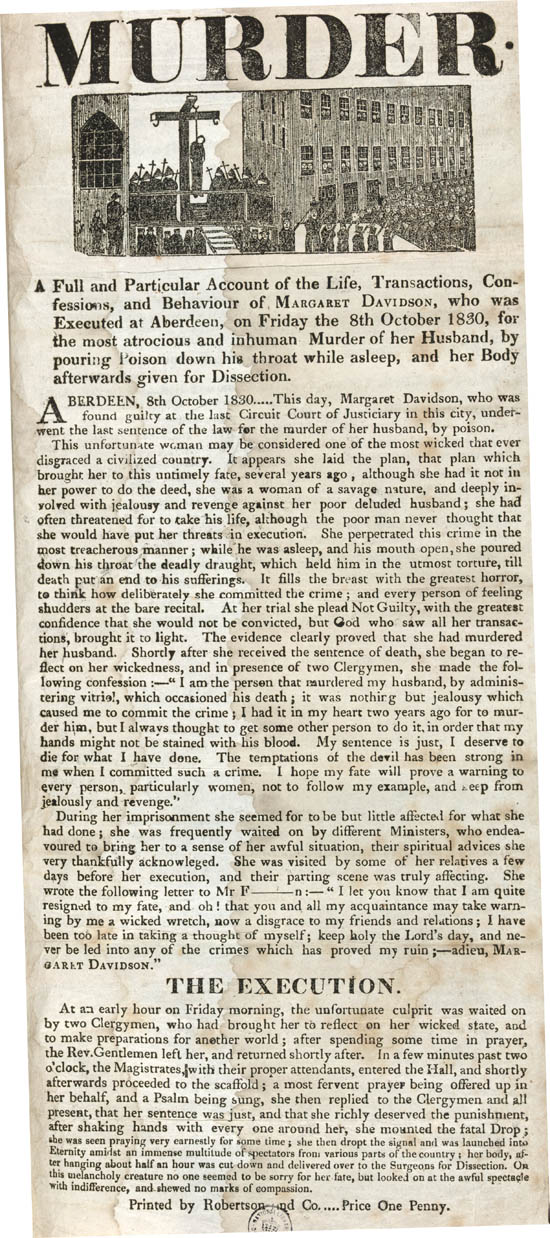 MURDER.
A Full and Particular Account of the Life, Transactions, Con-
fessions, and Behaviour of MARGARET DAVIDSON, who was
Executed at Aberdeen, on Friday the 8th October 1830, for
the most atrocious and inhuman Murder of her Husband, by
pouring Poison down his throat while asleep, and her Body
afterwards given for Dissection.
ABERDEEN, 8th October 1830.....This day, Margaret Davidson, who was
found guilty at the last Circuit Court of Justiciary in this city, under-
went the last sentence of the law for the murder of her husband, by poison.
This unfortunate woman may be considered one of the most wicked that ever
disgraced a civilized country. It appears she laid the plan, that plan which
brought her to this untimely fate, several years ago, although she had it not in
her power to do the deed, she was a woman of a savage nature, and deeply in-
volved with jealousy and revenge against her poor deluded husband; she had
often threatened for to take his life, although the poor man never thought that
she would have put her threats in execution. She perpetrated this crime in the
most treacherous manner; while he was asleep, and his mouth open, she poured
down his throat the deadly draught, which held him in the utmost torture, till
death put an end to his sufferings. It fills the breast with the greatest horror,
to think how deliberately she committed the crime; and every person of feeling
shudders at the bare recital. At her trial she plead Not Guilty, with the greatest
confidence that she would not be convicted, but God who saw all her transac-
tions, brought it to light. The evidence clearly proved that she had murdered
her husband. Shortly after she received the sentence of death, she began to re-
flect on her wickedness, and in presence of two Clergymen, she made the fol-
lowing confession :—“ I am the person that murdered my husband, by adminis-
tering vitriol, which occasioned his death; it was nothing but jealousy which
caused me to commit the crime; I had it in my heart two years ago for to mur-
der him, but I always thought to get some other person to do it, in order that my
hands might not be stained with his blood. My sentence is just, I deserve to
die for what I have done. The temptations of the devil has been strong in
me when I committed such a crime. I hope my fate will prove a warning to
every person, particularly women, not to follow my example, and keep from
jealously and revenge.”
During her imprisonment she seemed for to be but little affected for what she
had done; she was frequently waited on by different Ministers, who endea-
voured to bring her to a sense of her awful situation, their spiritual advices she
very thankfully acknowleged. She was visited by some of her relatives a few
days before her execution, and their parting scene was truly affecting. She
wrote the following letter to Mr F———n:—“ I let you know that I am quite
resigned to my fate, and oh! that you and all my acquaintance may take warn-
ing by me a wicked wretch, now a disgrace to my friends and relations; I have
been too late in taking a thought of myself; keep holy the Lord's day, and ne-
ver be led into any of the crimes which has proved my ruin;—adieu, MAR-
GARET DAVIDSON.”
THE EXECUTION.
At an early hour on Friday morning, the unfortunate culprit was waited on
by two Clergymen, who had brought her to reflect on her wicked state, and
to make preparations for another world; after spending some time in prayer,
the Rev. Gentlemen left her, and returned shortly after. In a few minutes past two
o'clock, the Magistrates, with their proper attendants, entered the Hall, and shortly
afterwards proceeded to the scaffold; a most fervent prayer being offered up in
her behalf, and a Psalm being sung, she then replied to the Clergymen and all
present, that her sentence was just, and that she richly deserved the punishment,
after shaking hands with every one around her, she mounted the fatal Drop;
she was seen praying very earnestly for some time; she then dropt the signal and was launched into
Eternity amidst an immense multitude of spectators from various parts of the country; her body, af-
ter hanging about half an hour was cut down and delivered over to the Surgeons for Dissection. On
this melancholy creature no one seemed to be sorry for her fate, but looked on at the awful spectacle
with indifference, and shewed no marks of compassion.
Printed by Robertson and Co.....Price One Penny.